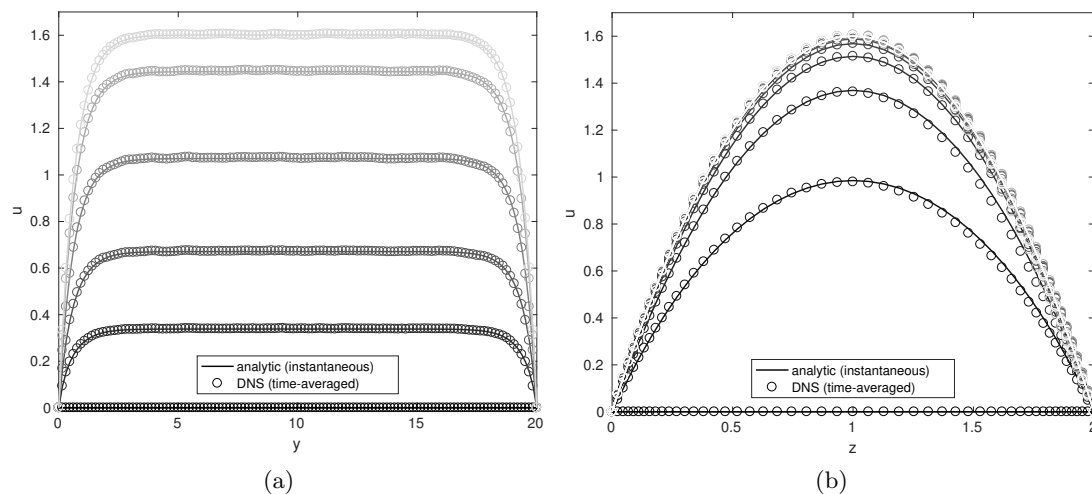 1.6
1.4
1.2
1
0.8
0.6
0.4
0.2
0
u
0 5 10 15 20
y
analytic (instantaneous)
DNS (time-averaged)
(a)
1.6
1.4
1.2
1
0.8
0.6
0.4
0.2
0
u
0 0.5 1 1.5 2
z
analytic (instantaneous)
DNS (time-averaged)
(b)